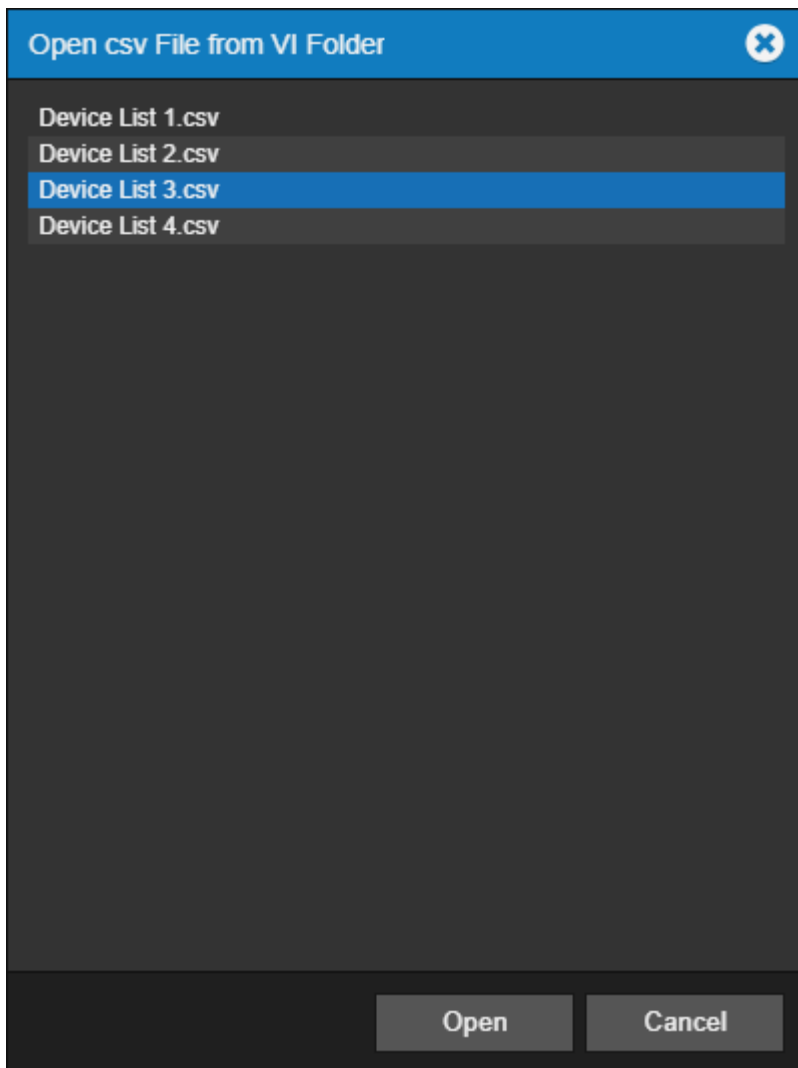 Open csv File from VI Folder
Device List 1.csv
Device List 2.csv
Device List 3.csv
Device List 4.csv
Open
Cancel